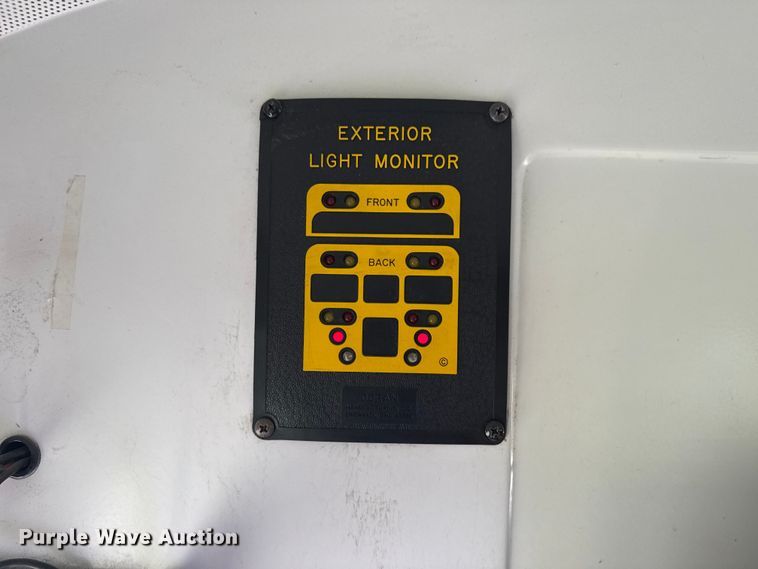 EXTERIOR
LIGHT MONITOR
FRONT
BACK
©
Purple Wave Auction